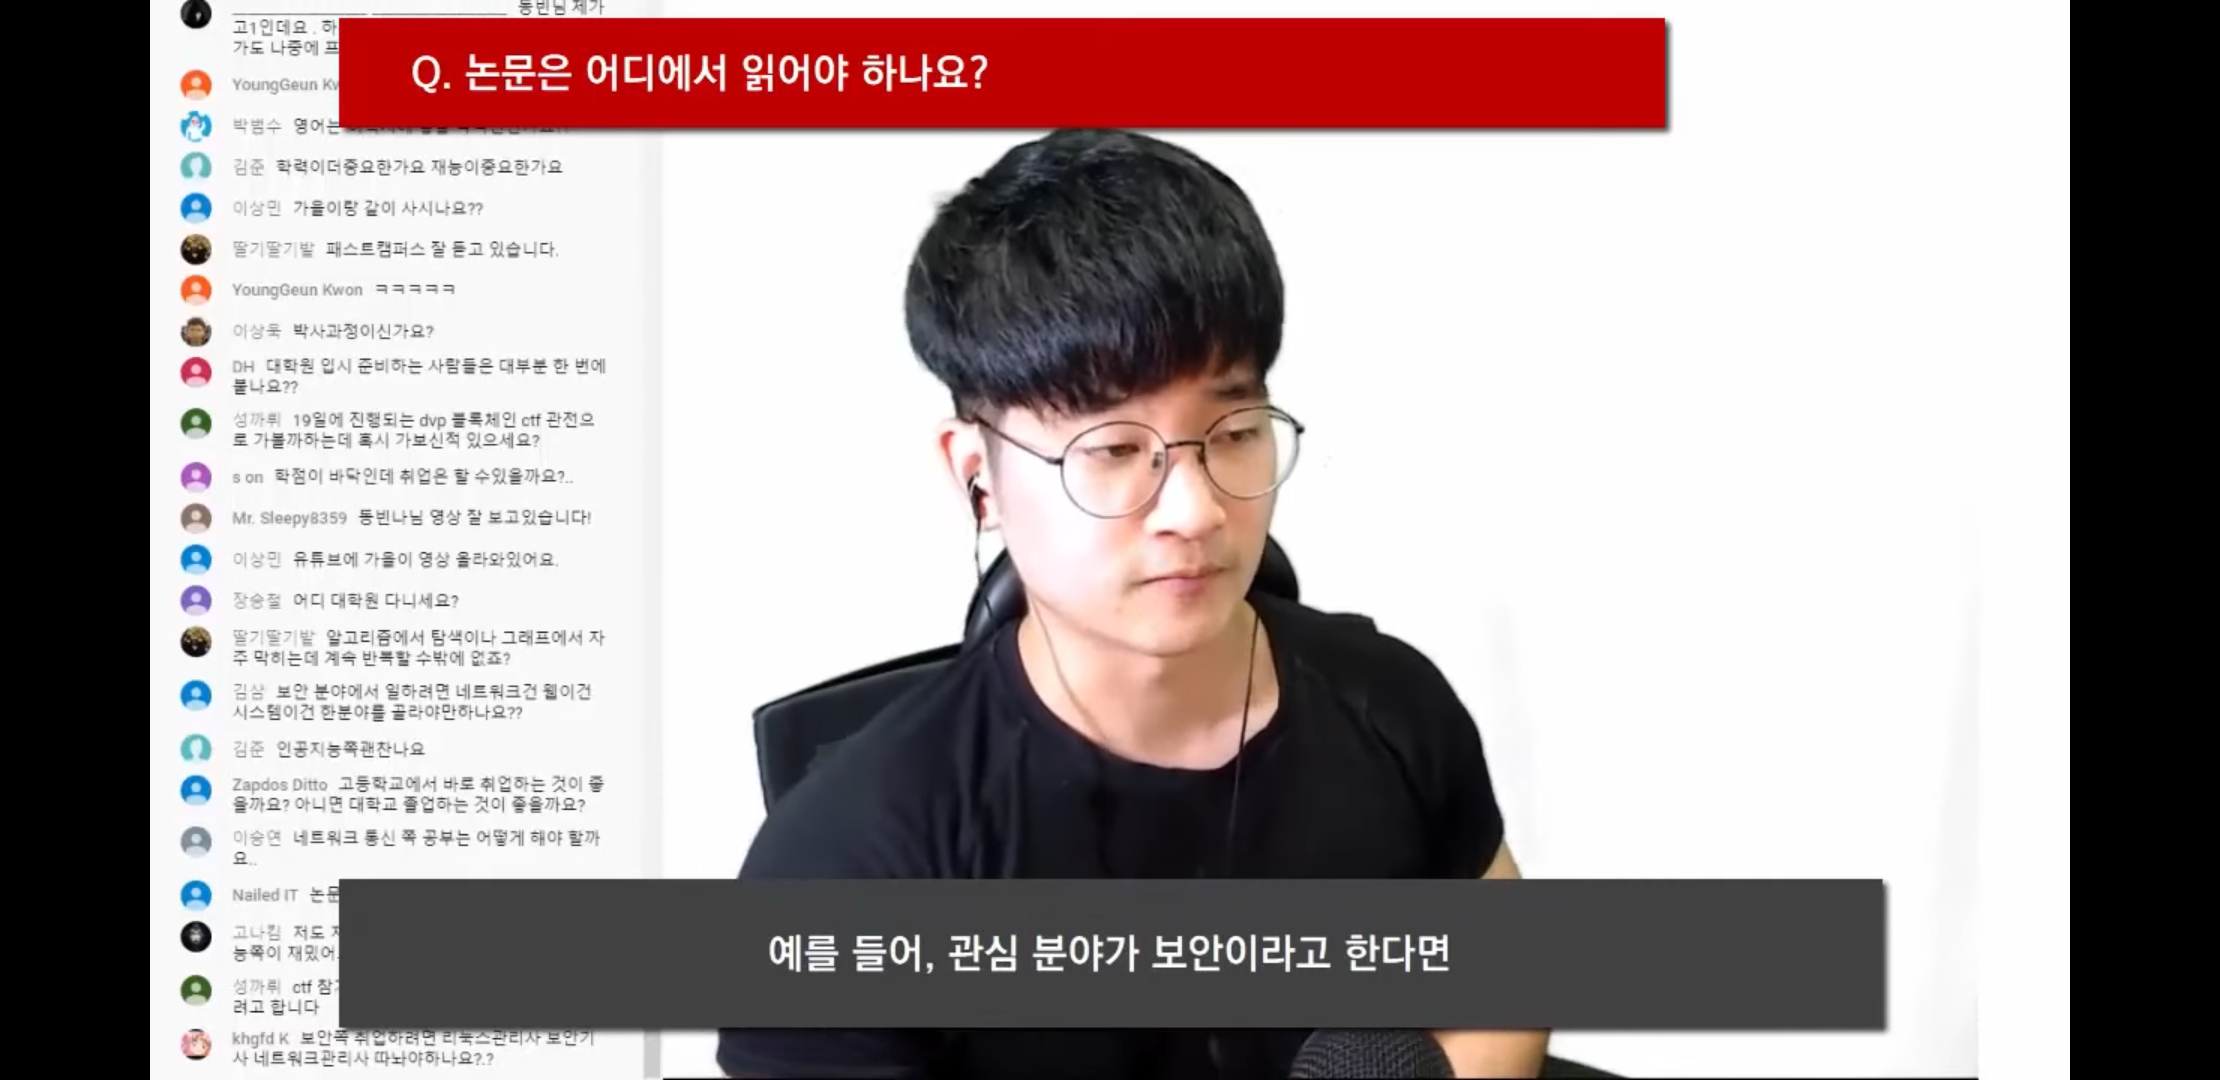 동빈님 제가
고1인데요 . 하
가도 나중에 프
Q. 논문은 어디에서 읽어야 하나요?
YoungGeun Kw
박범수 영어는
김준 학력이더중요한가요 재능이중요한가요
이상민 가을이랑 같이 사시나요??
딸기딸기밭 패스트캠퍼스 잘 듣고 있습니다.
YoungGeun Kwon ㅋㅋㅋㅋㅋ
이상욱 박사과정이신가요?
DH 대학원 입시 준비하는 사람들은 대부분 한 번에
붙나요??
성까뤼 19일에 진행되는 dvp 블록체인 ctf 관전으
로 가볼까하는데 혹시 가보신적 있으세요?
s on 학점이 바닥인데 취업은 할 수있을까요?..
Mr. Sleepy8359 동빈나님 영상 잘 보고있습니다!
이상민 유튜브에 가을이 영상 올라와있어요.
장승철 어디 대학원 다니세요?
딸기딸기밭 알고리즘에서 탐색이나 그래프에서 자
주 막히는데 계속 반복할 수밖에 없죠?
김삼 보안 분야에서 일하려면 네트워크건 웹이건
시스템이건 한분야를 골라야만하나요??
김준 인공지능쪽괜찬나요
Zapdos Ditto 고등학교에서 바로 취업하는 것이 좋
을까요? 아니면 대학교 졸업하는 것이 좋을까요?
이승연 네트워크 통신 쪽 공부는 어떻게 해야 할까
요..
Nailed IT 논문
고나킴 저도
능쪽이 재밌어
성까뤼 ctf 참
려고 합니다
예를 들어, 관심 분야가 보안이라고 한다면
khgfd K 보안쪽 취업하려면 리눅스관리사 보안기
사 네트워크관리사 따놔야하나요?.?